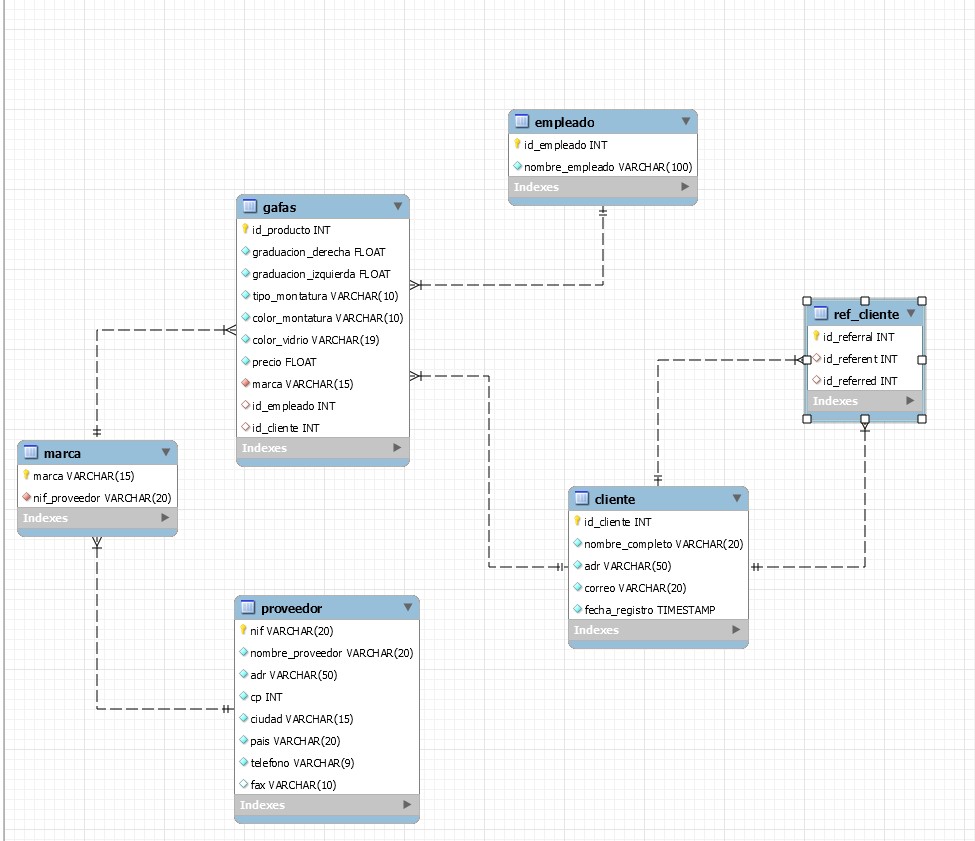 empleado
id_empleado INT
nombre_empleado VARCHAR(100)
Indexes
gafas
id_producto INT
graduacion_derecha FLOAT
graduacion_izquierda FLOAT
tipo_montatura VARCHAR(10)
color_montatura VARCHAR(10)
color_vidrio VARCHAR(19)
precio FLOAT
marca VARCHAR(15)
id_empleado INT
id_cliente INT
Indexes
ref_cliente
id_referral INT
id_referent INT
id_referred INT
Indexes
marca
marca VARCHAR(15)
nif_proveedor VARCHAR(20)
Indexes
cliente
id_cliente INT
nombre_completo VARCHAR(20)
adr VARCHAR(50)
correo VARCHAR(20)
fecha_registro TIMESTAMP
Indexes
proveedor
nif VARCHAR(20)
nombre_proveedor VARCHAR(20)
adr VARCHAR(50)
cp INT
ciudad VARCHAR(15)
pais VARCHAR(20)
telefono VARCHAR(9)
fax VARCHAR(10)
Indexes